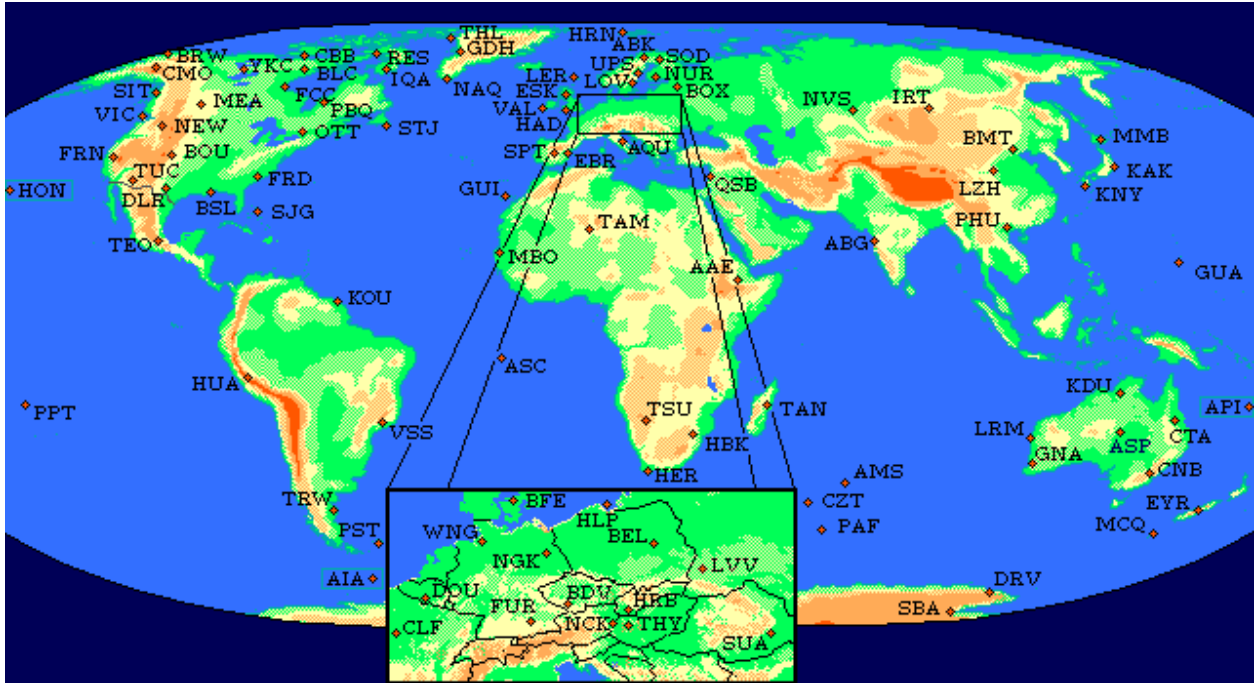 THL
HRN
GDH
ABK
BRW
CBB
RES
UPS
SOD
CMO
YKC
BLC
IQA
LER
LOV
NUR
SIT
FCC
NAQ
ESK
BOX
MEA
PBQ
VAL
NVS
IRT
VIC
HAD
NEW
OTT
STJ
BMT
MMB
FRN
BOU
SPT
EBR
AQU
TUC
KAK
HON
DLR
BSL
FRD
GUI
QSB
LZH
KNY
SJG
TAM
PHU
TEO
MBO
ABG
AAE
GUA
KOU
ASC
HUA
KDU
PPT
TSU
TAN
API
VSS
HBK
LRM
ASP
CTA
GNA
HER
AMS
CNB
TRW
BFE
CZT
EYR
PST
WNG
HLP
BEL
PAF
MCQ
NGK
LVV
AIA
DOU
BDV
HRB
DRV
FUR
NCK
THY
SBA
CLF
SUA